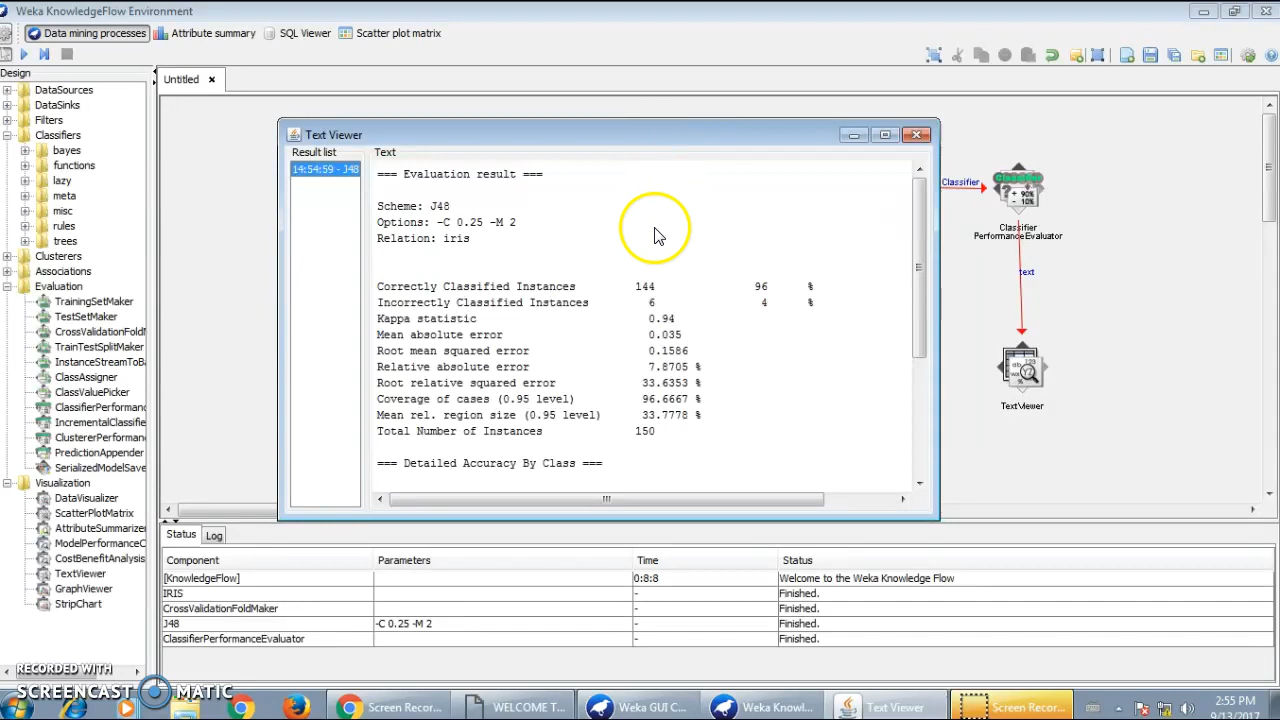 Weka KnowledgeFlow Environment
Data mining processes
Attribute summary
SQL Viewer
Scatter plot matrix
Design
Untitled
DataSources
DataSinks
Filters
Classifiers
bayes
functions
lazy
meta
misc
rules
trees
Clusterers
Associations
Evaluation
TrainingSetMaker
TestSetMaker
CrossValidationFoldM
TrainTestSplitMaker
InstanceStreamToBa
ClassAssigner
ClassValuePicker
ClassifierPerforman
IncrementalClassifie
ClustererPerforman
PredictionAppender
SerializedModelSave
Visualization
DataVisualizer
ScatterPlotMatrix
AttributeSummarizer
ModelPerformanceC
CostBenefitAnalysis
TextViewer
GraphViewer
StripChart
Text Viewer
Result list
14:54:59 - J48
Text
=== Evaluation result ===
Scheme: J48
Options: -C 0.25 -M 2
Relation: iris
Correctly Classified Instances 144 96 %
Incorrectly Classified Instances 6 4 %
Kappa statistic 0.94
Mean absolute error 0.035
Root mean squared error 0.1586
Relative absolute error 7.8705 %
Root relative squared error 33.6353 %
Coverage of cases (0.95 level) 96.6667 %
Mean rel. region size (0.95 level) 33.7778 %
Total Number of Instances 150
=== Detailed Accuracy By Class ===
Classifier
Classifier
PerformanceEvaluator
text
TextViewer
Status
Log
Component Parameters Time Status
[KnowledgeFlow] 0:8:8 Welcome to the Weka Knowledge Flow
IRIS - Finished.
CrossValidationFoldMaker - Finished.
J48 -C 0.25 -M 2 - Finished.
ClassifierPerformanceEvaluator - Finished.
RECORDED WITH
SCREENCAST MATIC
Screen Recor...
WELCOME T...
Weka GUI C...
Weka Knowl...
Text Viewer
Screen Recor...
2:55 PM
9/13/2017